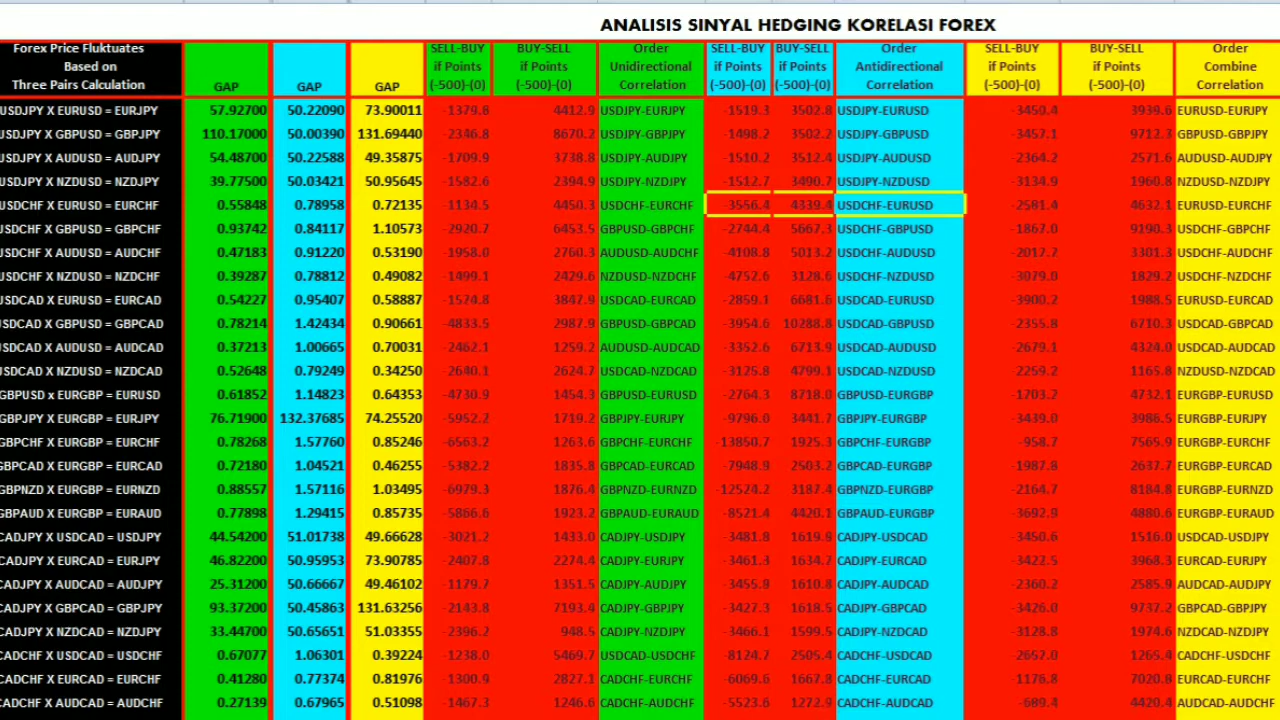 ANALISIS SINYAL HEDGING KORELASI FOREX
Forex Price Fluktuates Based on Three Pairs Calculation GAP GAP GAP SELL-BUY if Points (-500)-(0) BUY-SELL if Points (-500)-(0) Order Unidirectional Correlation SELL-BUY if Points (-500)-(0) BUY-SELL if Points (-500)-(0) Order Antidirectional Correlation SELL-BUY if Points (-500)-(0) BUY-SELL if Points (-500)-(0) Order Combine Correlation
USDJPY X EURUSD = EURJPY 57.92700 50.22090 73.90011 -1379.8 4412.9 USDJPY-EURJPY -1519.3 3502.8 USDJPY-EURUSD -3450.4 3939.6 EURUSD-EURJPY
USDJPY X GBPUSD = GBPJPY 110.17000 50.00390 131.69440 -2346.8 8670.2 USDJPY-GBPJPY -1498.2 3502.2 USDJPY-GBPUSD -3457.1 9712.3 GBPUSD-GBPJPY
USDJPY X AUDUSD = AUDJPY 54.48700 50.22588 49.35875 -1709.9 3738.8 USDJPY-AUDJPY -1510.2 3512.4 USDJPY-AUDUSD -2364.2 2571.6 AUDUSD-AUDJPY
USDJPY X NZDUSD = NZDJPY 39.77500 50.03421 50.95645 -1582.6 2394.9 USDJPY-NZDJPY -1512.7 3490.7 USDJPY-NZDUSD -3134.9 1960.8 NZDUSD-NZDJPY
USDCHF X EURUSD = EURCHF 0.55848 0.78958 0.72135 -1134.5 4450.3 USDCHF-EURCHF -3556.4 4339.4 USDCHF-EURUSD -2581.4 4632.1 EURUSD-EURCHF
USDCHF X GBPUSD = GBPCHF 0.93742 0.84117 1.10573 -2920.7 6453.5 GBPUSD-GBPCHF -2744.4 5667.3 USDCHF-GBPUSD -1867.0 9190.3 USDCHF-GBPCHF
USDCHF X AUDUSD = AUDCHF 0.47183 0.91220 0.53190 -1958.0 2760.3 AUDUSD-AUDCHF -4108.8 5013.2 USDCHF-AUDUSD -2017.7 3301.3 USDCHF-AUDCHF
USDCHF X NZDUSD = NZDCHF 0.39287 0.78812 0.49082 -1499.1 2429.6 NZDUSD-NZDCHF -4752.6 3128.6 USDCHF-NZDUSD -3079.0 1829.2 USDCHF-NZDCHF
USDCAD X EURUSD = EURCAD 0.54227 0.95407 0.58887 -1574.8 3847.9 USDCAD-EURCAD -2859.1 6681.6 USDCAD-EURUSD -3900.2 1988.5 EURUSD-EURCAD
USDCAD X GBPUSD = GBPCAD 0.78214 1.42434 0.90661 -4833.5 2987.9 GBPUSD-GBPCAD -3954.6 10288.8 USDCAD-GBPUSD -2355.8 6710.3 USDCAD-GBPCAD
USDCAD X AUDUSD = AUDCAD 0.37213 1.00665 0.70031 -2462.1 1259.2 AUDUSD-AUDCAD -3352.6 6713.9 USDCAD-AUDUSD -2679.1 4324.0 USDCAD-AUDCAD
USDCAD X NZDUSD = NZDCAD 0.52648 0.79249 0.34250 -2640.1 2624.7 USDCAD-NZDCAD -3125.8 4799.1 USDCAD-NZDUSD -2259.2 1165.8 NZDUSD-NZDCAD
GBPUSD x EURGBP = EURUSD 0.61852 1.14823 0.64353 -4730.9 1454.3 GBPUSD-EURUSD -2764.3 8718.0 GBPUSD-EURGBP -1703.2 4732.1 EURGBP-EURUSD
GBPJPY X EURGBP = EURJPY 76.71900 132.37685 74.25520 -5952.7 1719.2 GBPJPY-EURJPY -9796.0 3441.7 GBPJPY-EURGBP -3439.0 3986.5 EURGBP-EURJPY
GBPCHF X EURGBP = EURCHF 0.78268 1.57760 0.85246 -6563.2 1263.6 GBPCHF-EURCHF -13850.7 1925.3 GBPCHF-EURGBP -958.7 7565.9 EURGBP-EURCHF
GBPCAD X EURGBP = EURCAD 0.72180 1.04521 0.46255 -5382.2 1835.8 GBPCAD-EURCAD -7948.9 2503.2 GBPCAD-EURGBP -1987.8 2637.7 EURGBP-EURCAD
GBPNZD X EURGBP = EURNZD 0.88557 1.57116 1.03495 -6979.3 1876.4 GBPNZD-EURNZD -12524.2 3187.4 GBPNZD-EURGBP -2164.7 8184.8 EURGBP-EURNZD
GBPAUD X EURGBP = EURAUD 0.77898 1.29415 0.85735 -5866.6 1923.2 GBPAUD-EURAUD -8521.4 4420.1 GBPAUD-EURGBP -3692.9 4880.6 EURGBP-EURAUD
CADJPY X USDCAD = USDJPY 44.54200 51.01738 49.66628 -3021.2 1433.0 CADJPY-USDJPY -3481.8 1619.9 CADJPY-USDCAD -3450.6 1516.0 USDCAD-USDJPY
CADJPY X EURCAD = EURJPY 46.82200 50.95953 73.90785 -2407.8 2274.4 CADJPY-EURJPY -3461.3 1634.7 CADJPY-EURCAD -3422.5 3968.3 EURCAD-EURJPY
CADJPY X AUDCAD = AUDJPY 25.31200 50.66667 49.46102 -1179.7 1351.5 CADJPY-AUDJPY -3455.9 1610.8 CADJPY-AUDCAD -2360.2 2585.9 AUDCAD-AUDJPY
CADJPY X GBPCAD = GBPJPY 93.37200 50.45863 131.63256 -2143.8 7193.4 CADJPY-GBPJPY -3427.3 1618.5 CADJPY-GBPCAD -3426.0 9737.2 GBPCAD-GBPJPY
CADJPY X NZDCAD = NZDJPY 33.44700 50.65651 51.03355 -2396.2 948.5 CADJPY-NZDJPY -3466.1 1599.5 CADJPY-NZDCAD -3128.8 1974.6 NZDCAD-NZDJPY
CADCHF X USDCAD = USDCHF 0.67077 1.06301 0.39224 -1238.0 5469.7 USDCAD-USDCHF -8124.7 2505.4 CADCHF-USDCAD -2657.0 1265.4 CADCHF-USDCHF
CADCHF X EURCAD = EURCHF 0.41280 0.77374 0.81976 -1300.9 2827.1 CADCHF-EURCHF -6069.6 1667.8 CADCHF-EURCAD -1176.8 7020.8 EURCAD-EURCHF
CADCHF X AUDCAD = AUDCHF 0.27139 0.67965 0.51098 -1467.3 1246.6 CADCHF-AUDCHF -5523.6 1272.9 CADCHF-AUDCAD -689.4 4420.4 AUDCAD-AUDCHF